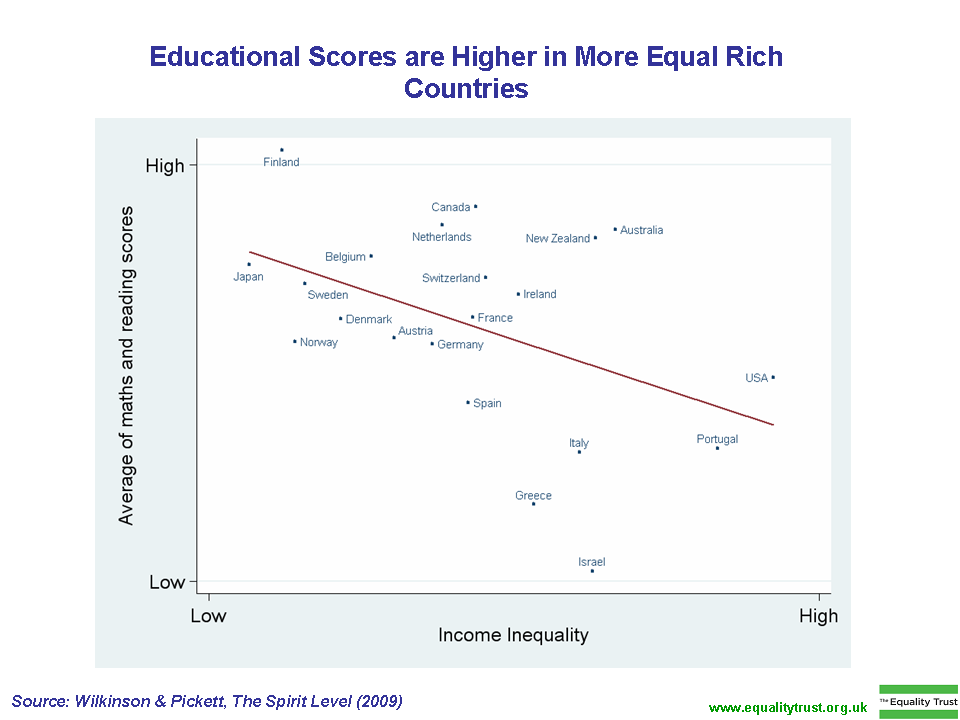 Educational Scores are Higher in More Equal Rich
Countries
High
Finland
Canada
Netherlands
New Zealand
Australia
Belgium
Japan
Switzerland
Sweden
Ireland
Denmark
France
Austria
Norway
Germany
USA
Spain
Italy
Portugal
Greece
Israel
Average of maths and reading scores
Low
Low
High
Income Inequality
Source: Wilkinson & Pickett, The Spirit Level (2009)
www.equalitytrust.org.uk
The Equality Trust